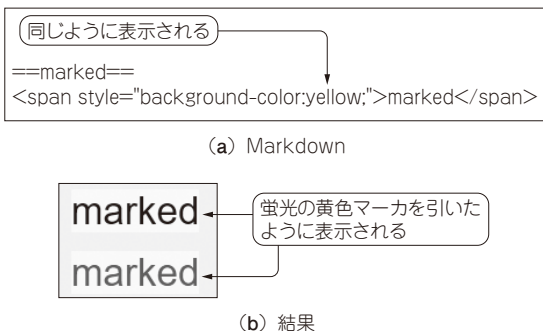 同じように表示される
==marked==
<span style="background-color:yellow;">marked</span>
(a) Markdown
marked
蛍光の黄色マーカを引いた
ように表示される
marked
(b) 結果